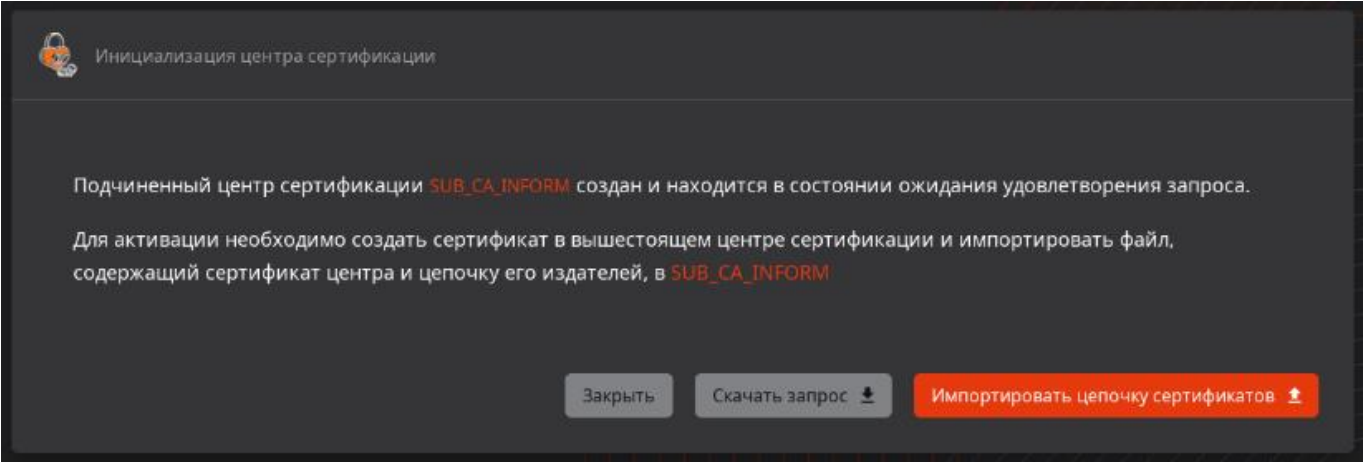 Инициализация центра сертификации
Подчиненный центр сертификации SUB_CA_INFORM создан и находится в состоянии ожидания удовлетворения запроса.
Для активации необходимо создать сертификат в вышестоящем центре сертификации и импортировать файл,
содержащий сертификат центра и цепочку его издателей, в SUB_CA_INFORM
Закрыть
Скачать запрос
Импортировать цепочку сертификатов